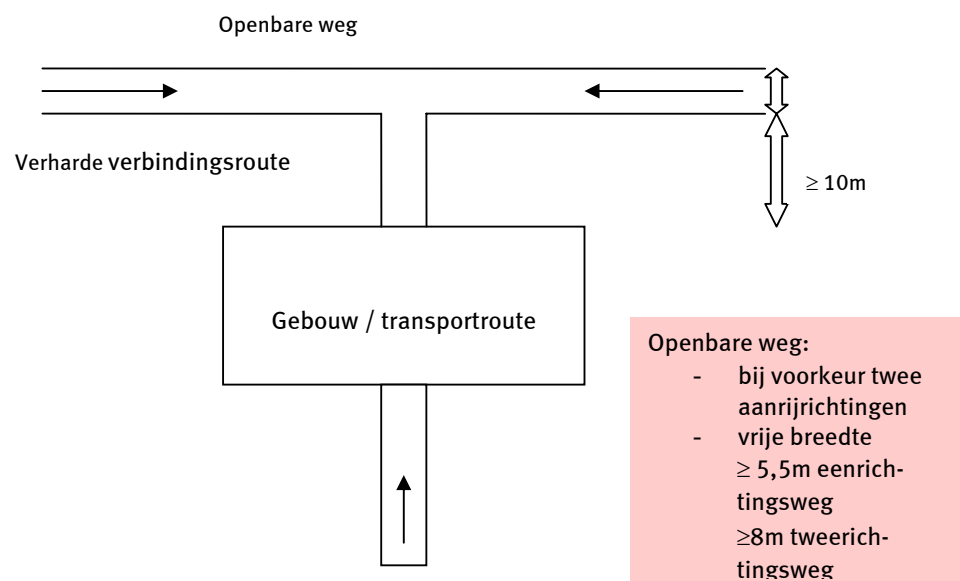 Openbare weg
Verharde verbindingsroute
≥ 10m
Gebouw / transportroute
Openbare weg:
- bij voorkeur twee
aanrijrichtingen
- vrije breedte
≥ 5,5m eenrich-
tingsweg
≥8m tweerich-
tingsweg